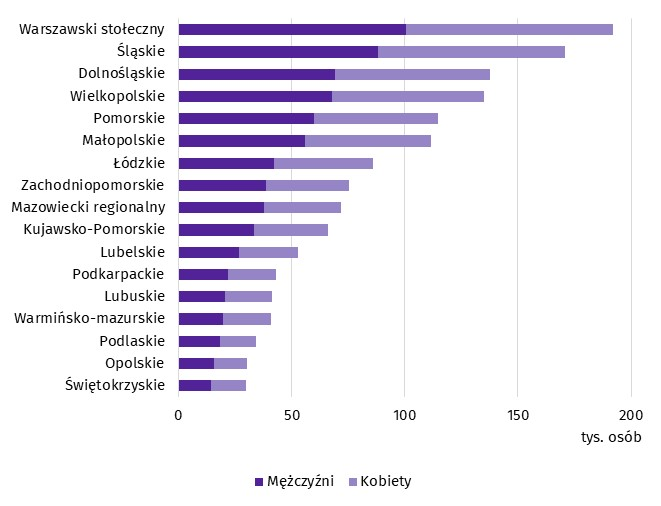 Warszawski stołeczny
Śląskie
Dolnośląskie
Wielkopolskie
Pomorskie
Małopolskie
Łódzkie
Zachodniopomorskie
Mazowiecki regionalny
Kujawsko-Pomorskie
Lubelskie
Podkarpackie
Lubuskie
Warmińsko-mazurskie
Podlaskie
Opolskie
Świętokrzyskie
0 50 100 150 200
tys. osób
Mężczyźni Kobiety